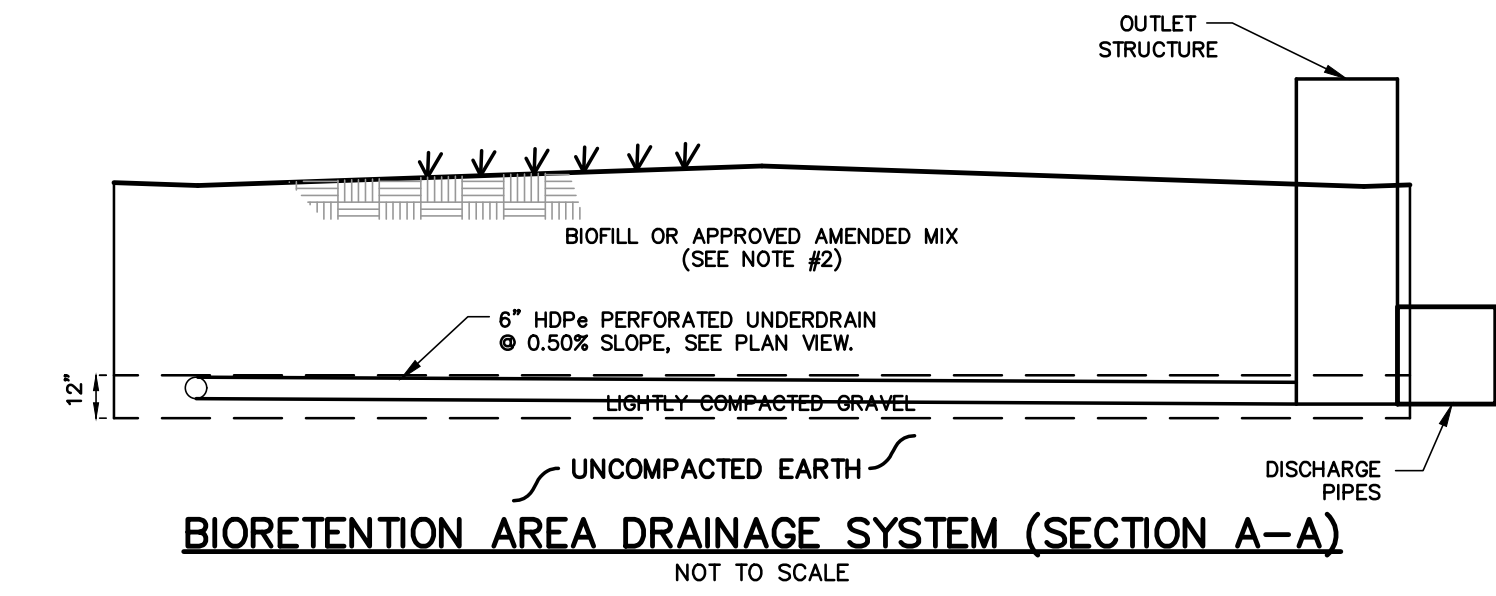 OUTLET
STRUCTURE
BIOFILL OR APPROVED AMENDED MIX
(SEE NOTE #2)
6" HDPe PERFORATED UNDERDRAIN
@ 0.50% SLOPE, SEE PLAN VIEW.
12"
LIGHTLY COMPACTED GRAVEL
UNCOMPACTED EARTH
DISCHARGE
PIPES
BIORETENTION AREA DRAINAGE SYSTEM (SECTION A-A)
NOT TO SCALE